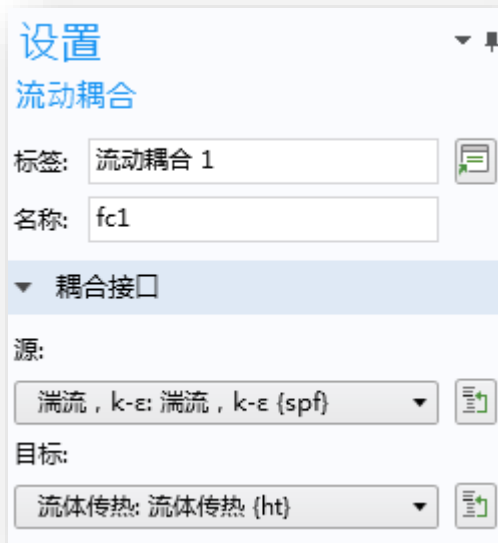 设置
流动耦合
标签: 流动耦合 1
名称: fc1
耦合接口
源:
湍流，k-ε: 湍流，k-ε {spf}
目标:
流体传热: 流体传热 {ht}